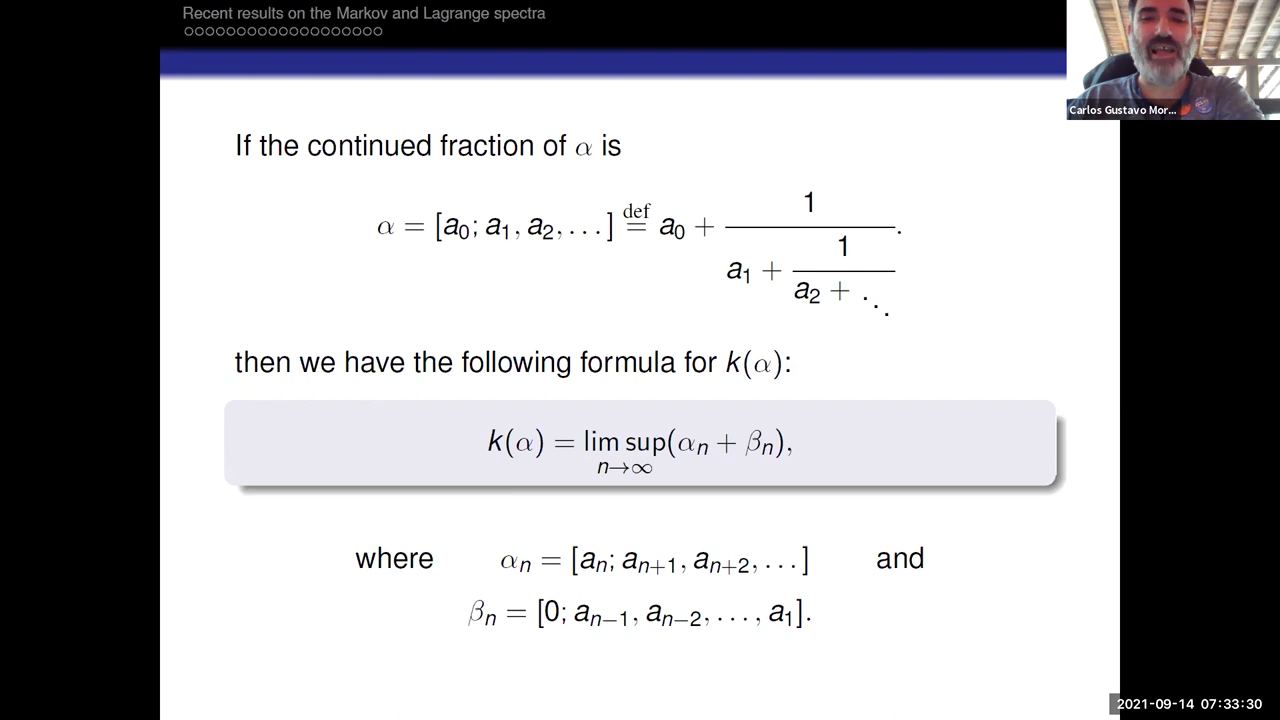 Recent results on the Markov and Lagrange spectra
Carlos Gustavo Mor...
If the continued fraction of α is
α = [a₀; a₁, a₂, . . . ] def= a₀ + 1 / (a₁ + 1 / (a₂ + ⋱)).
then we have the following formula for k(α):
k(α) = lim sup_{n→∞}(αₙ + βₙ),
where αₙ = [aₙ; aₙ₊₁, aₙ₊₂, . . . ] and
βₙ = [0; aₙ₋₁, aₙ₋₂, . . . , a₁].
2021-09-14 07:33:30